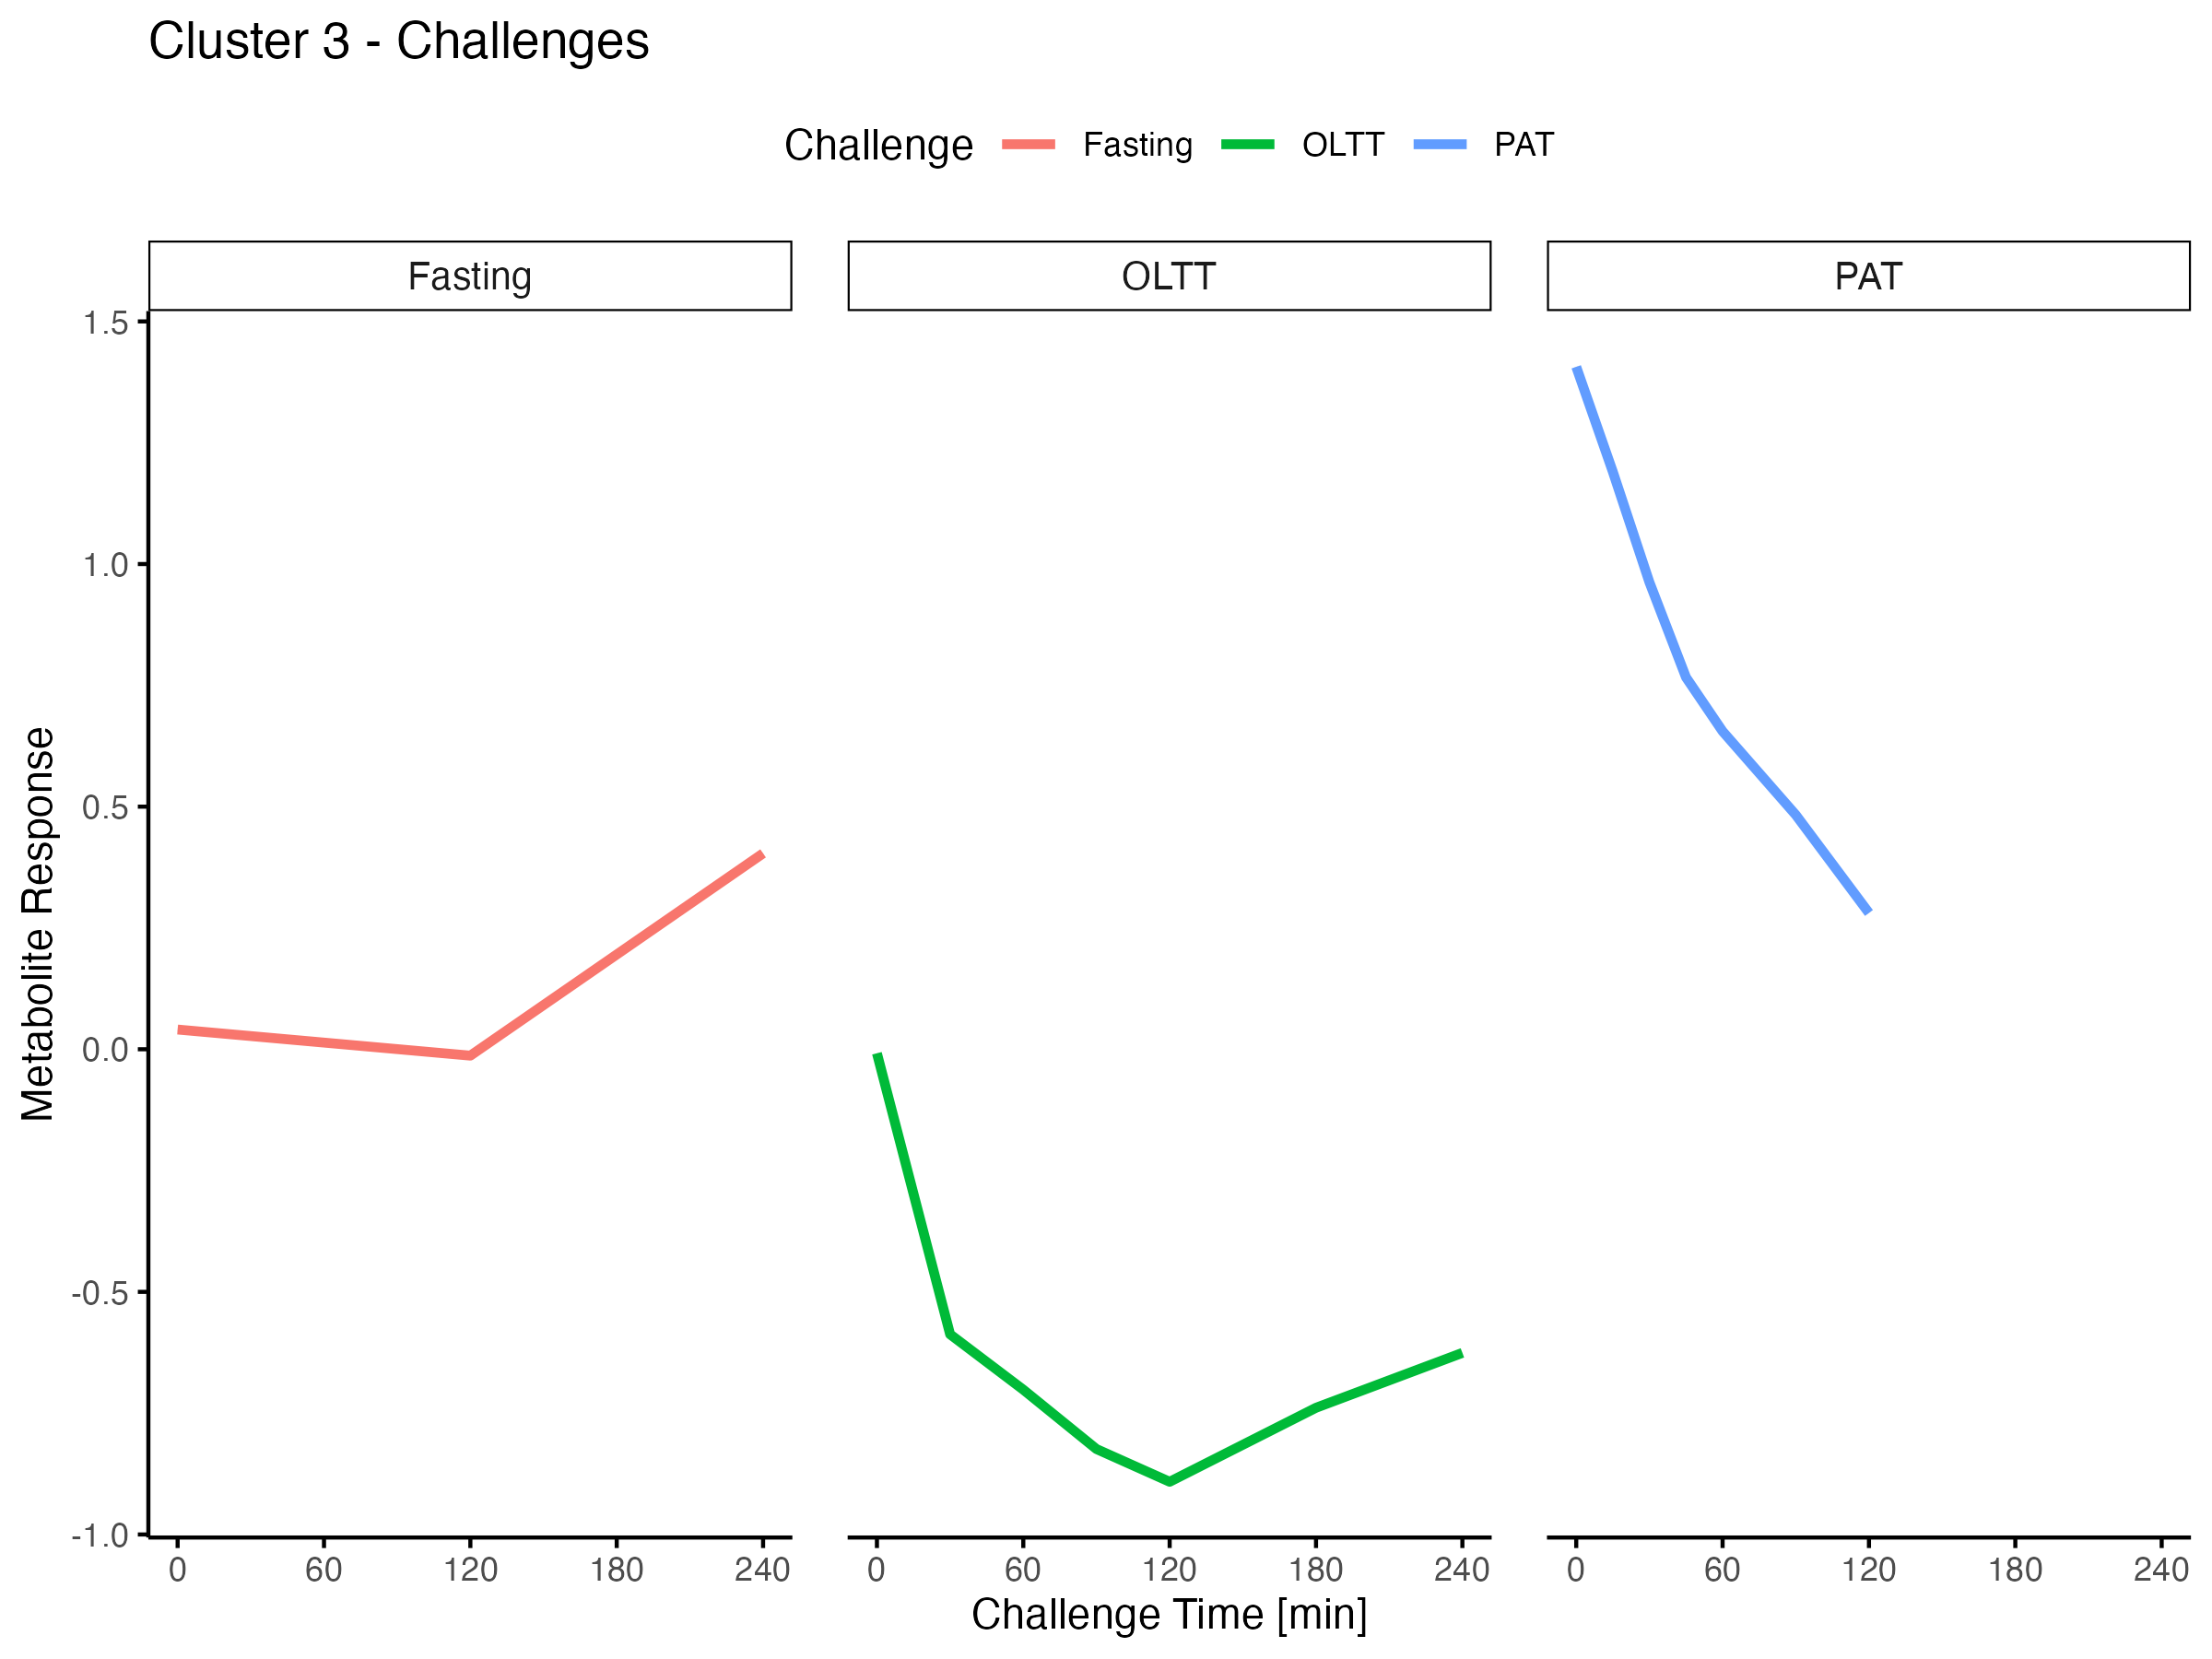 Cluster 3 - Challenges
Challenge Fasting OLTT PAT
Fasting OLTT PAT
1.5
1.0
0.5
0.0
-0.5
-1.0
Metabolite Response
0 60 120 180 240 0 60 120 180 240 0 60 120 180 240
Challenge Time [min]